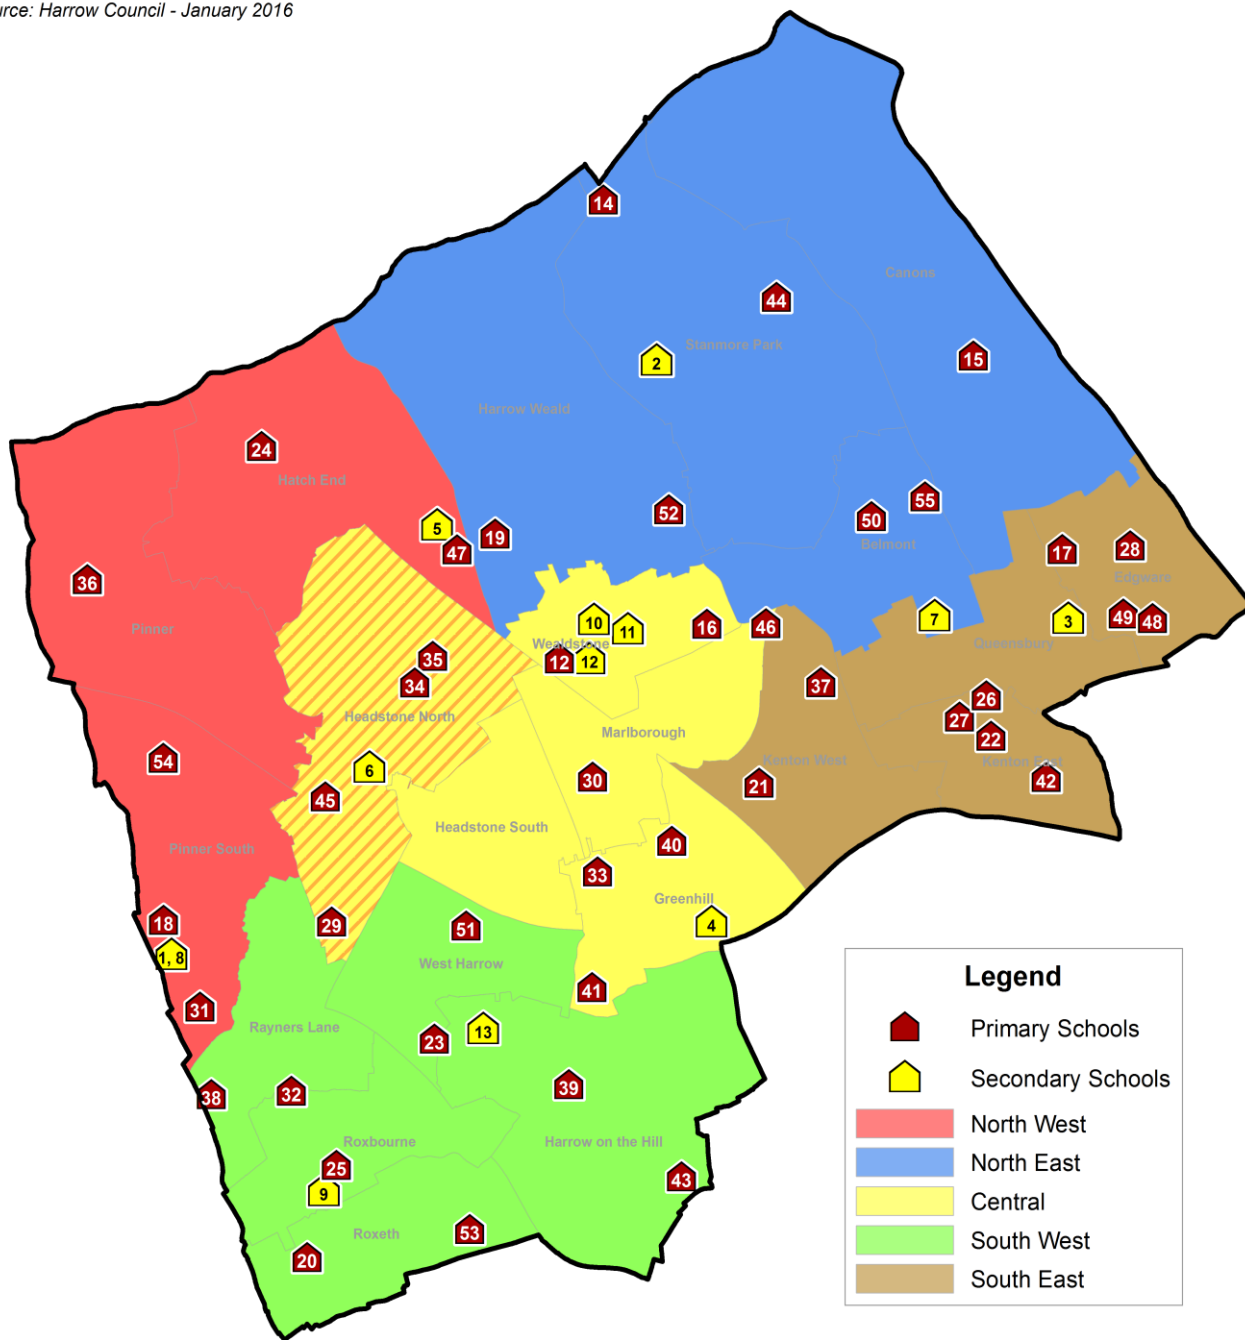 urce: Harrow Council - January 2016
14
Canons
44
Stanmore Park
2
15
Harrow Weald
24
Hatch End
55
52
50
5
19
Belmont
47
17
28
Edgware
36
10
7
3
49
48
Pinner
11
16
46
Wealdstone
Queensbury
12
12
35
34
37
26
Headstone North
27
Marlborough
22
54
Kenton West
Kenton East
6
30
21
42
45
Headstone South
40
Pinner South
33
Greenhill
18
29
51
4
1, 8
West Harrow
41
31
Rayners Lane
13
23
38
32
39
Roxbourne
Harrow on the Hill
25
43
9
Roxeth
53
20
Legend
Primary Schools
Secondary Schools
North West
North East
Central
South West
South East